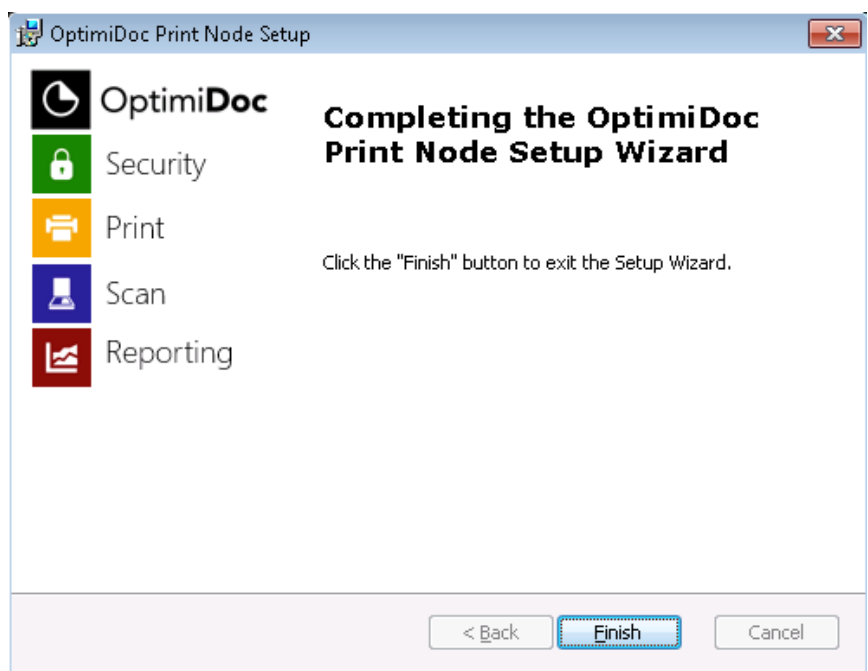 OptimiDoc Print Node Setup
OptimiDoc
Security
Print
Scan
Reporting
Completing the OptimiDoc
Print Node Setup Wizard
Click the "Finish" button to exit the Setup Wizard.
< Back
Finish
Cancel